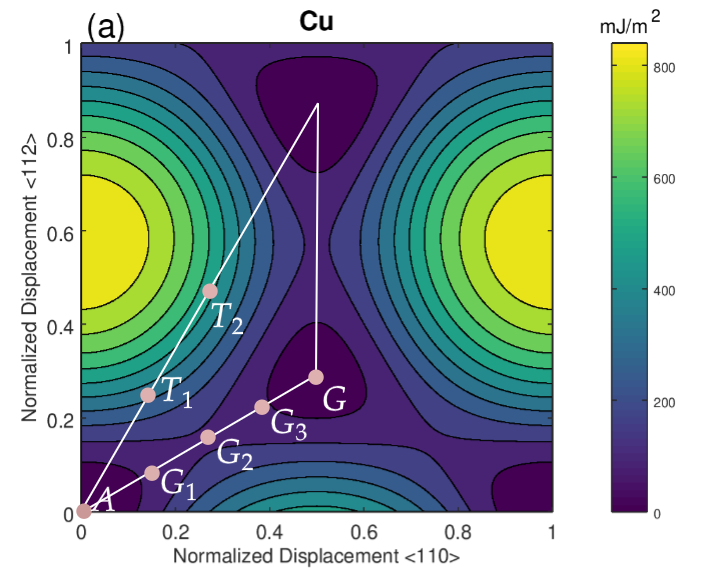 (a)
Cu
mJ/m²
1
0.8
0.6
0.4
0.2
0
Normalized Displacement <112>
T₂
T₁
G
G₃
G₂
G₁
A
0
0.2
0.4
0.6
0.8
1
Normalized Displacement <110>
800
600
400
200
0